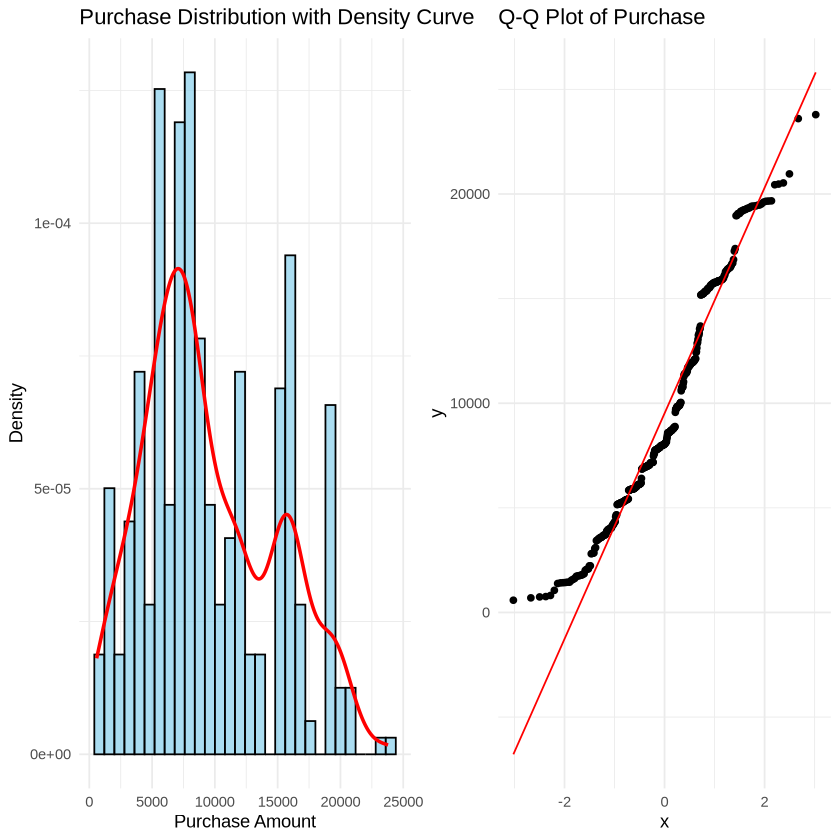 Purchase Distribution with Density Curve
Density
1e-04
5e-05
0e+00
0 5000 10000 15000 20000 25000
Purchase Amount
Q-Q Plot of Purchase
y
20000
10000
0
-2 0 2
x